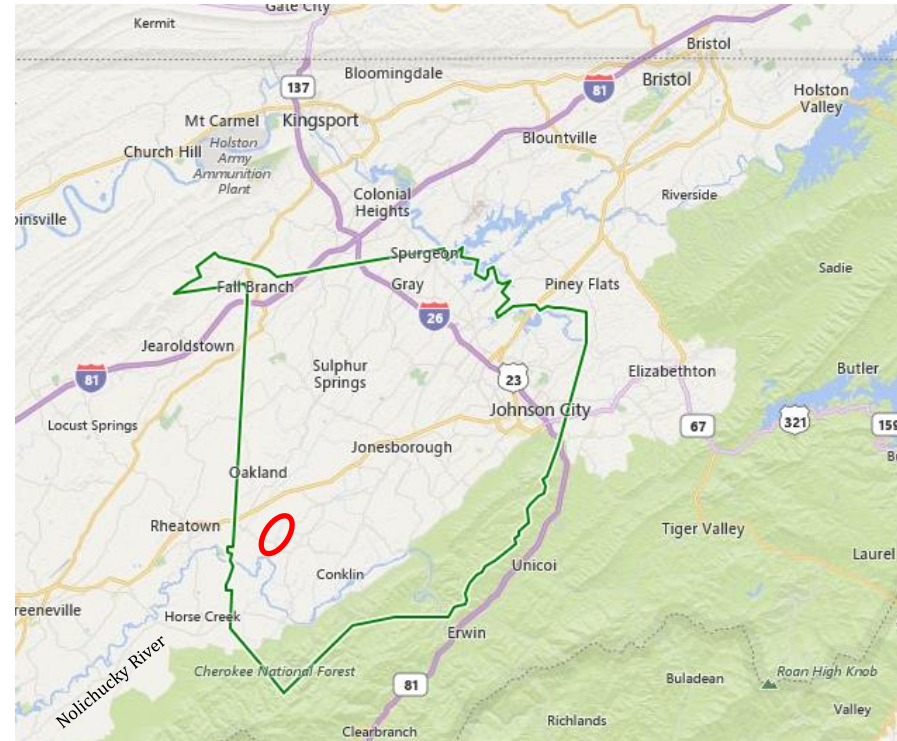 Gate City
Kermit
Bristol
Bloomingdale
137
81
Bristol
Holston
Valley
Mt Carmel
Kingsport
Holston
Army
Ammunition
Plant
Church Hill
Blountville
Colonial
Heights
Riverside
oinsville
Spurgeon
Sadie
Fall Branch
Gray
Piney Flats
26
Jearoldstown
Sulphur
Springs
81
23
Elizabethton
Butler
Locust Springs
Johnson City
67
321
159
Jonesborough
Oakland
Rheatown
Tiger Valley
Laurel
Conklin
Unicoi
reeneville
Horse Creek
Erwin
Nolichucky River
Cherokee National Forest
81
Buladean
Roan High Knob
Richlands
Valley
Clearbranch